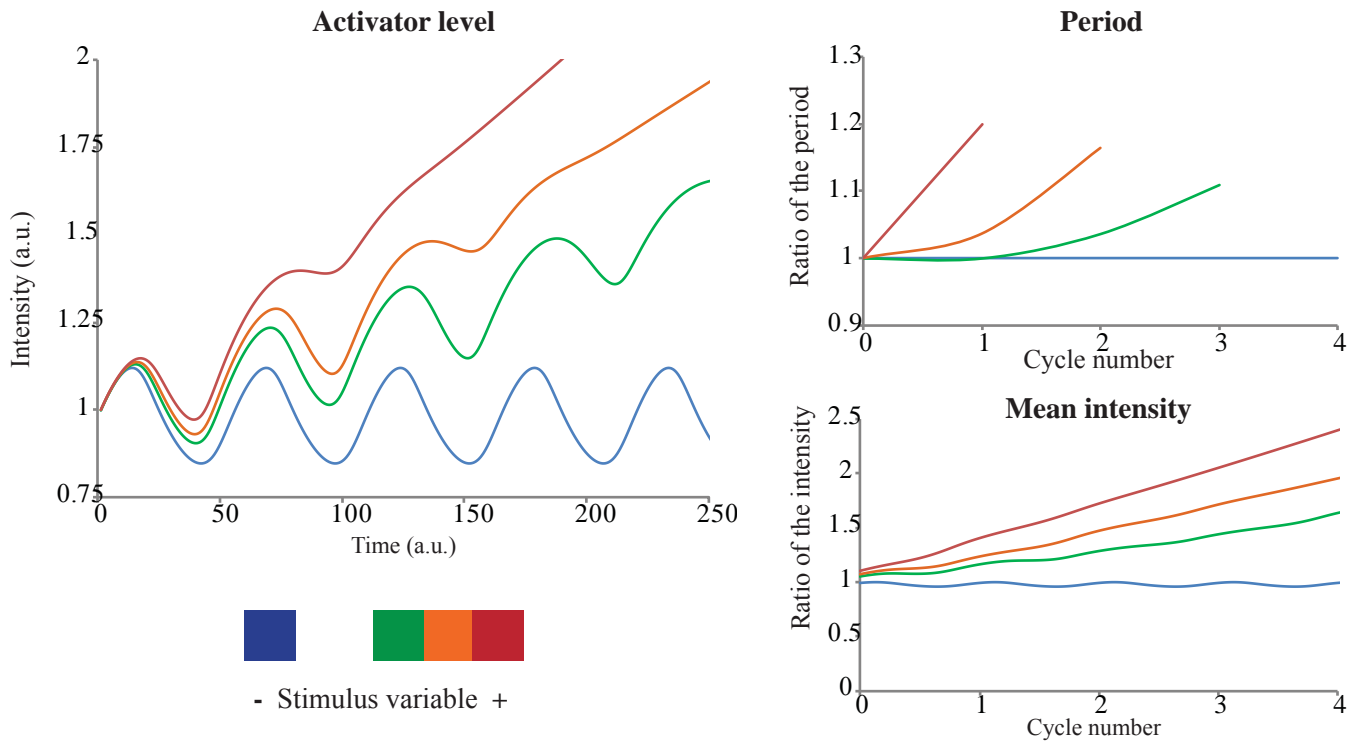 Activator level
2
1.75
1.5
1.25
1
0.75
Intensity (a.u.)
0 50 100 150 200 250
Time (a.u.)
- Stimulus variable +
Period
1.3
1.2
1.1
1
0.9
Ratio of the period
0 1 2 3 4
Cycle number
Mean intensity
2.5
2
1.5
1
0.5
0
Ratio of the intensity
0 1 2 3 4
Cycle number